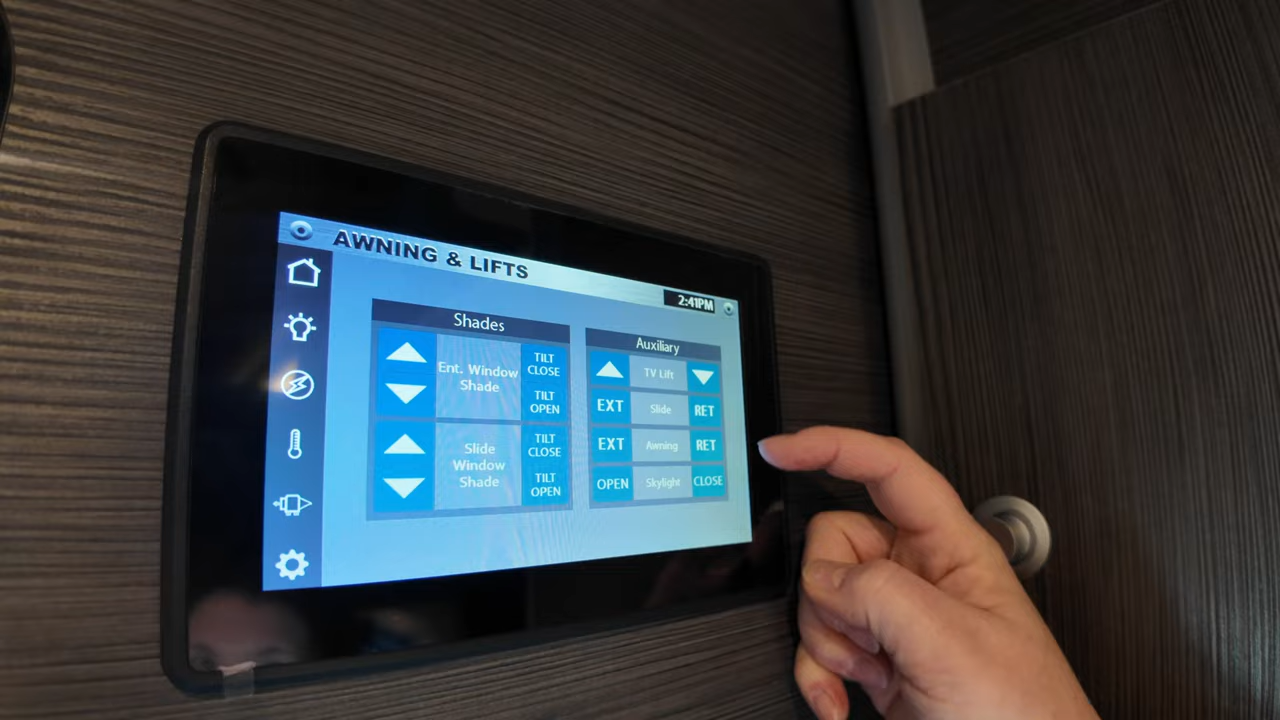 AWNING & LIFTS
2:41PM
Shades
Ent. Window
Shade
TILT
CLOSE
TILT
OPEN
Slide
Window
Shade
TILT
CLOSE
TILT
OPEN
Auxiliary
TV Lift
EXT Slide RET
EXT Awning RET
OPEN Skylight CLOSE